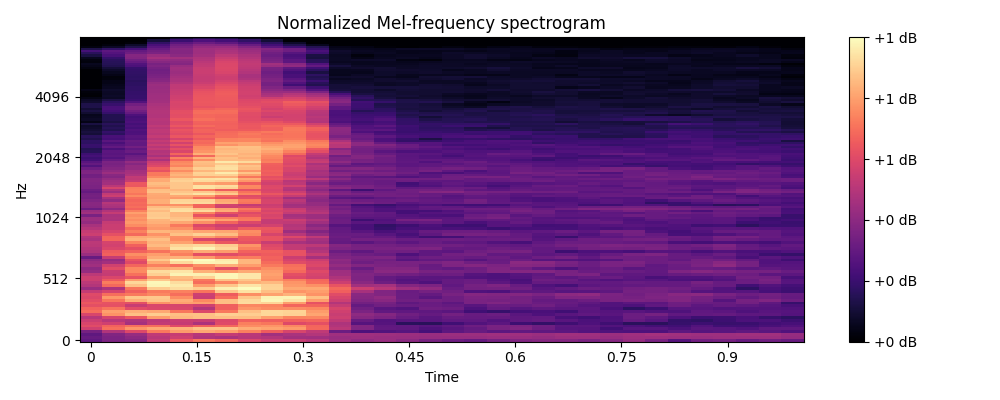 Normalized Mel-frequency spectrogram
Hz
4096
2048
1024
512
0
0 0.15 0.3 0.45 0.6 0.75 0.9
Time
+1 dB
+1 dB
+1 dB
+0 dB
+0 dB
+0 dB